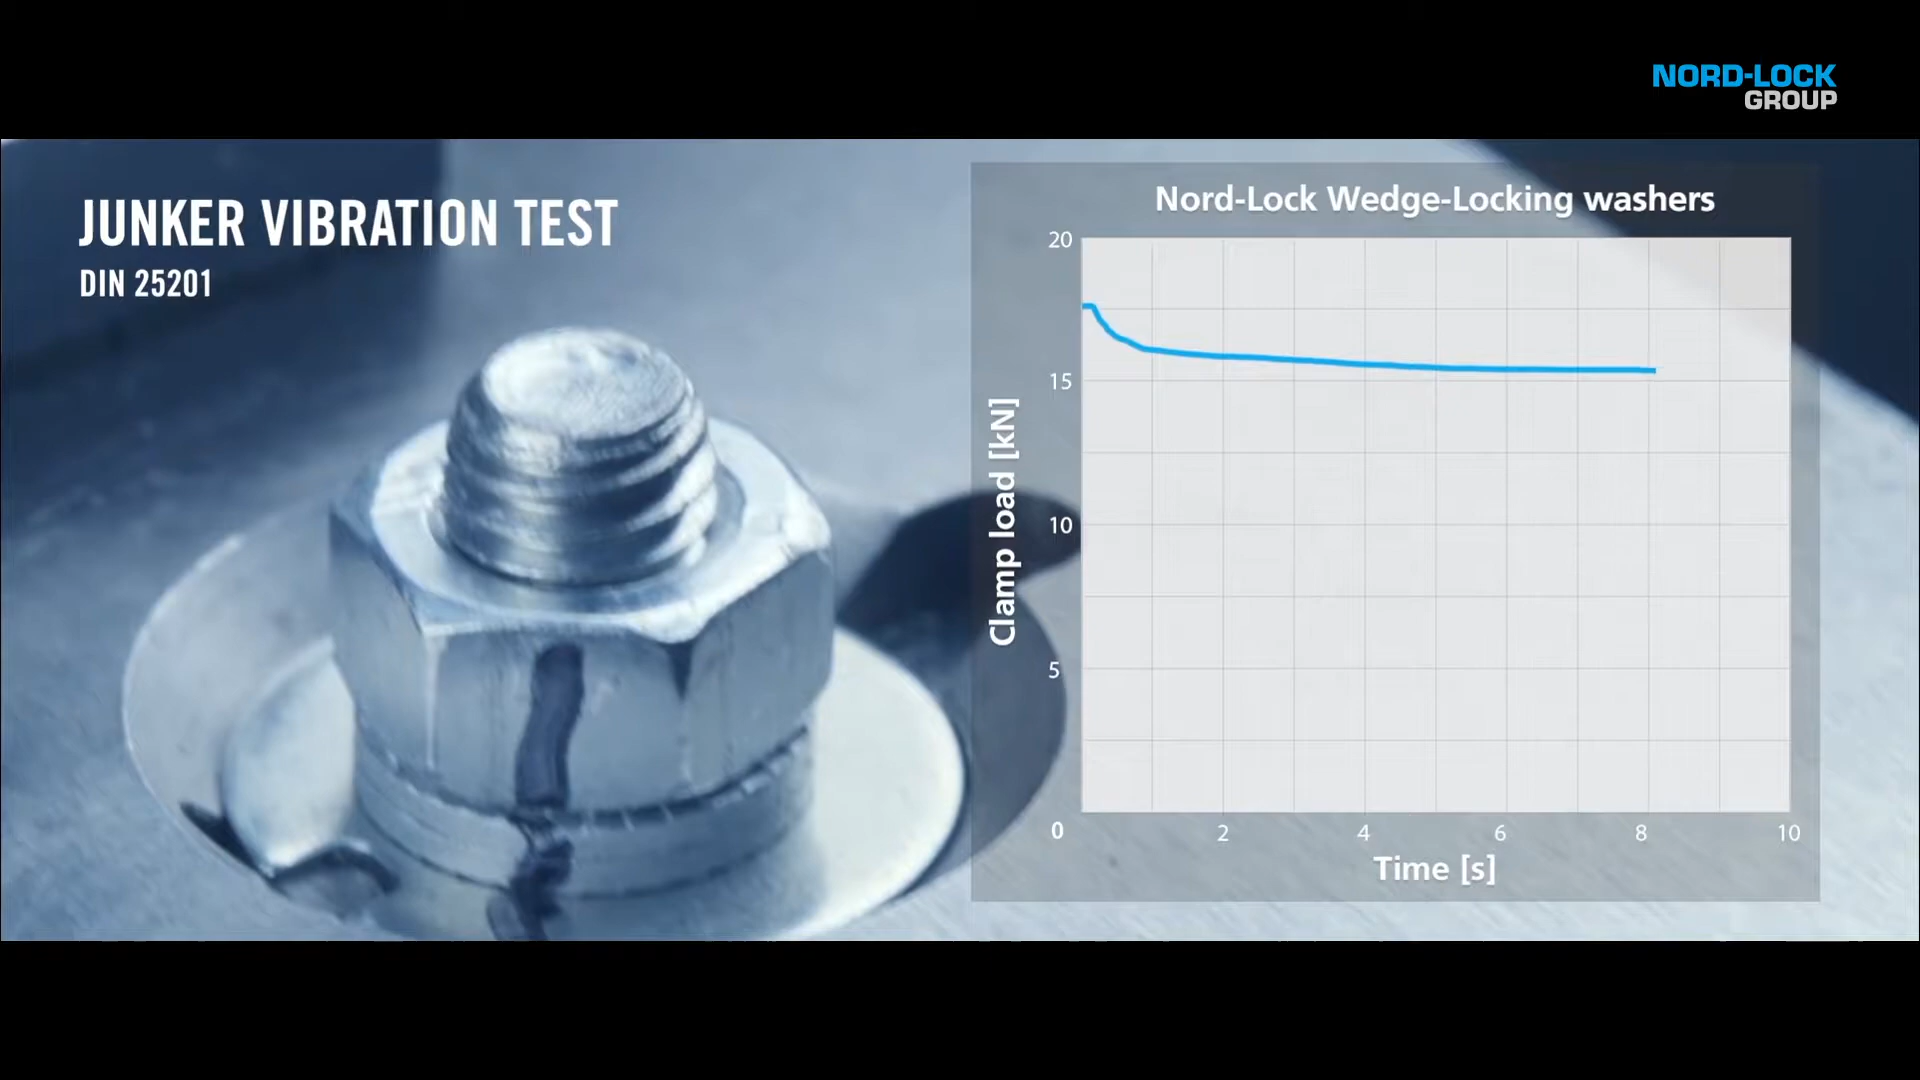 NORD-LOCK
GROUP
JUNKER VIBRATION TEST
DIN 25201
Nord-Lock Wedge-Locking washers
20
15
10
5
0
Clamp load [kN]
2 4 6 8 10
Time [s]